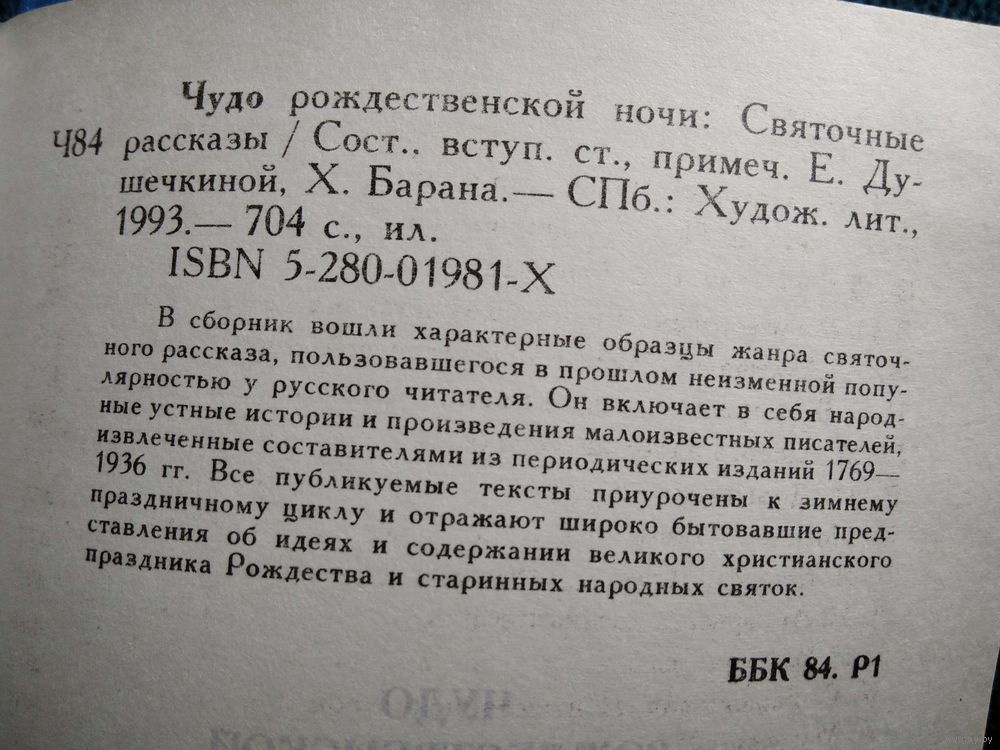 Чудо рождественской ночи: Святочные
Ч84 рассказы / Сост., вступ. ст., примеч. Е. Ду-
шечкиной, Х. Барана.— СПб.: Худож. лит.,
1993.— 704 с., ил.
ISBN 5-280-01981-X
В сборник вошли характерные образцы жанра святоч-
ного рассказа, пользовавшегося в прошлом неизменной попу-
лярностью у русского читателя. Он включает в себя народ-
ные устные истории и произведения малоизвестных писателей,
извлеченные составителями из периодических изданий 1769—
1936 гг. Все публикуемые тексты приурочены к зимнему
праздничному циклу и отражают широко бытовавшие пред-
ставления об идеях и содержании великого христианского
праздника Рождества и старинных народных святок.
ББК 84. Р1
ЧУДО